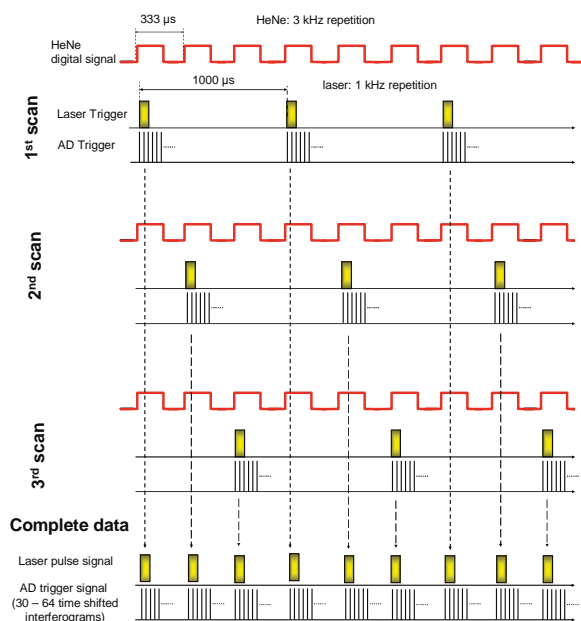 333 µs
HeNe: 3 kHz repetition
HeNe
digital signal
1000 µs
laser: 1 kHz repetition
Laser Trigger
AD Trigger
1st scan
2nd scan
3rd scan
Complete data
Laser pulse signal
AD trigger signal
(30 – 64 time shifted
interferograms)